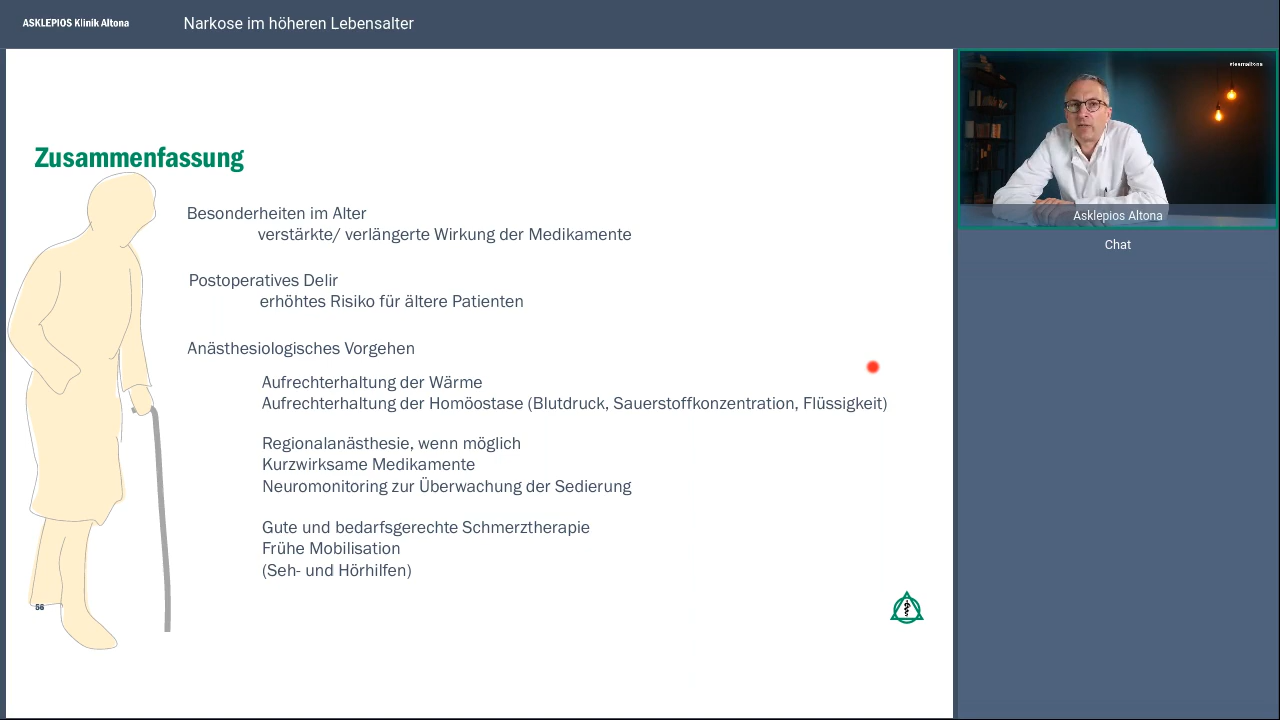 ASKLEPIOS Klinik Altona
Narkose im höheren Lebensalter
#teamaltona
Zusammenfassung
Besonderheiten im Alter
verstärkte/ verlängerte Wirkung der Medikamente
Postoperatives Delir
erhöhtes Risiko für ältere Patienten
Anästhesiologisches Vorgehen
Aufrechterhaltung der Wärme
Aufrechterhaltung der Homöostase (Blutdruck, Sauerstoffkonzentration, Flüssigkeit)
Regionalanästhesie, wenn möglich
Kurzwirksame Medikamente
Neuromonitoring zur Überwachung der Sedierung
Gute und bedarfsgerechte Schmerztherapie
Frühe Mobilisation
(Seh- und Hörhilfen)
56
Asklepios Altona
Chat